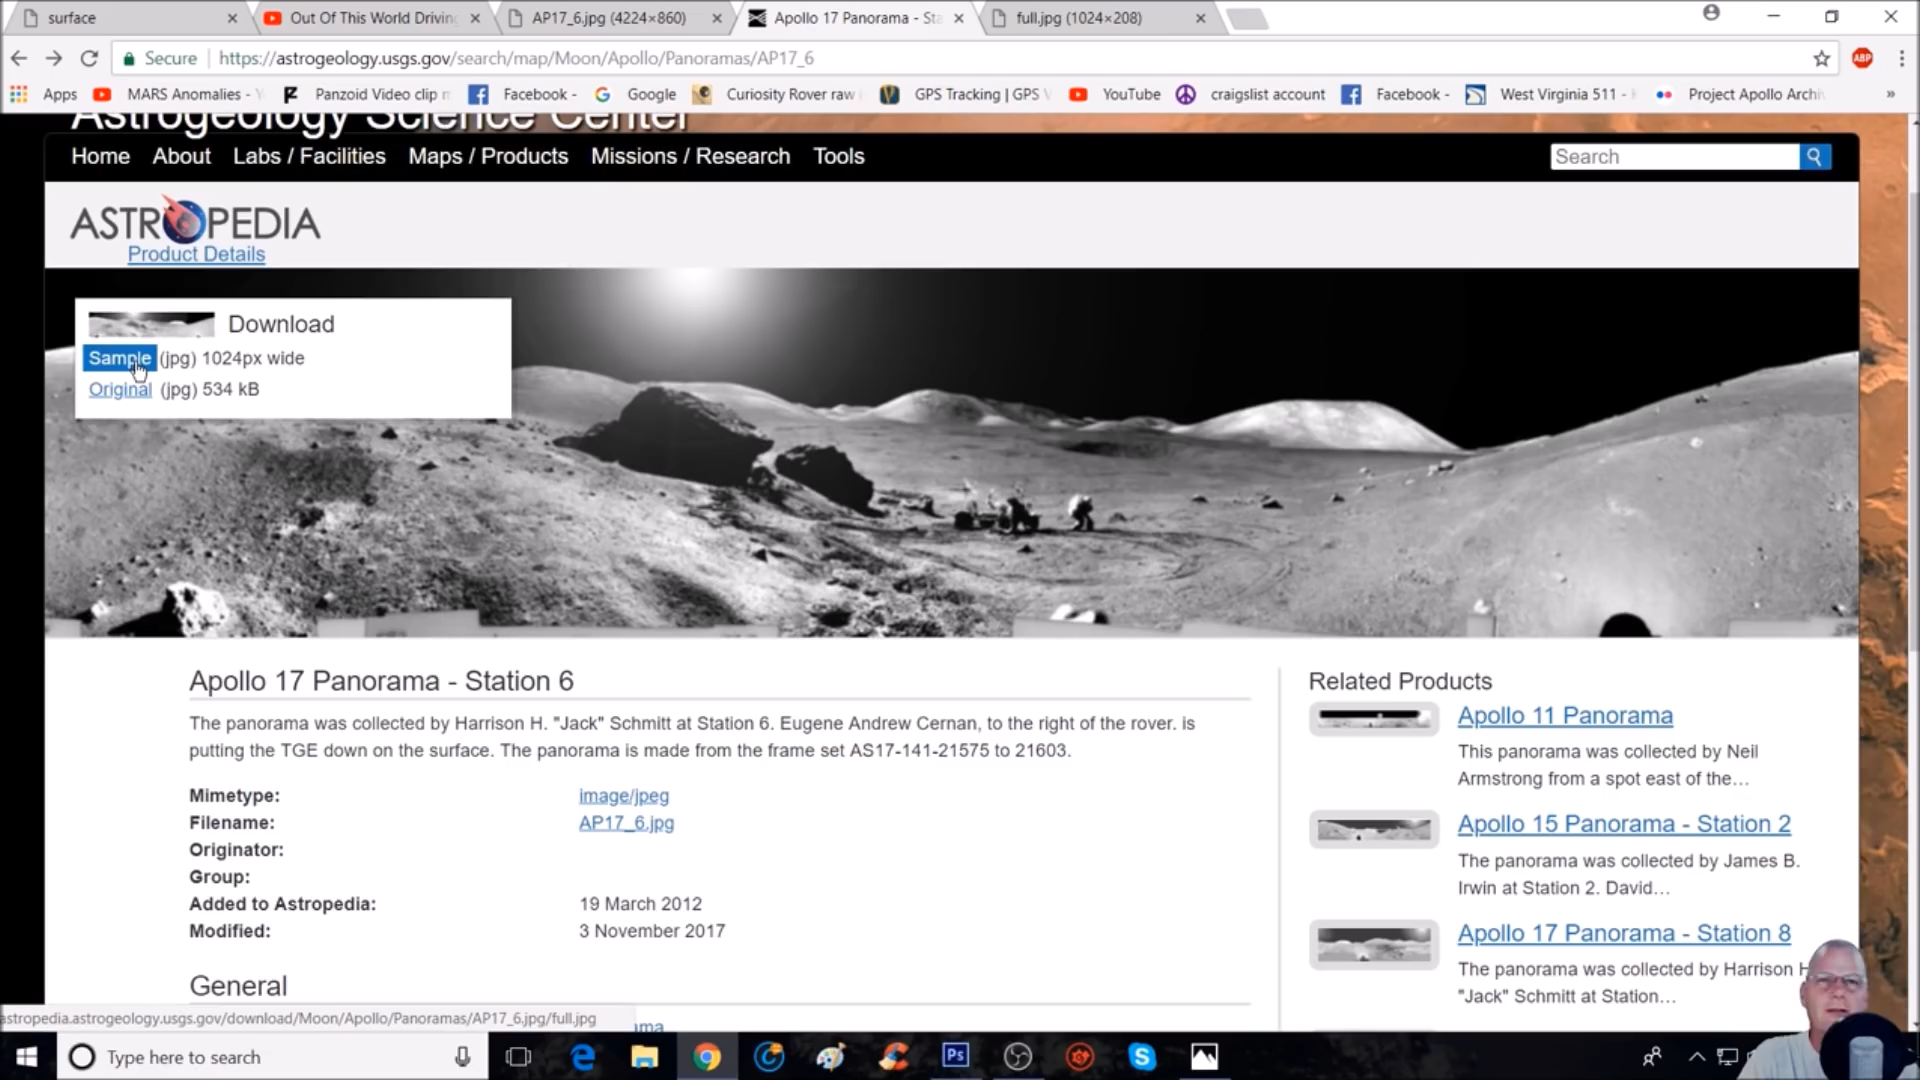 surface
Out Of This World Driving
AP17_6.jpg (4224×860)
Apollo 17 Panorama - Sta
full.jpg (1024×208)
Secure https://astrogeology.usgs.gov/search/map/Moon/Apollo/Panoramas/AP17_6
ABP
Apps MARS Anomalies - Panzoid Video clip Facebook - Google Curiosity Rover raw GPS Tracking | GPS YouTube craigslist account Facebook - West Virginia 511 - Project Apollo Archi »
Astrogeology Science Center
Home About Labs / Facilities Maps / Products Missions / Research Tools Search
ASTROPEDIA
Product Details
Download
Sample (jpg) 1024px wide
Original (jpg) 534 kB
Apollo 17 Panorama - Station 6
The panorama was collected by Harrison H. "Jack" Schmitt at Station 6. Eugene Andrew Cernan, to the right of the rover. is
putting the TGE down on the surface. The panorama is made from the frame set AS17-141-21575 to 21603.
Mimetype: image/jpeg
Filename: AP17_6.jpg
Originator:
Group:
Added to Astropedia: 19 March 2012
Modified: 3 November 2017
General
Related Products
Apollo 11 Panorama
This panorama was collected by Neil
Armstrong from a spot east of the…
Apollo 15 Panorama - Station 2
The panorama was collected by James B.
Irwin at Station 2. David…
Apollo 17 Panorama - Station 8
The panorama was collected by Harrison H
"Jack" Schmitt at Station…
astropedia.astrogeology.usgs.gov/download/Moon/Apollo/Panoramas/AP17_6.jpg/full.jpg
Type here to search
Ps